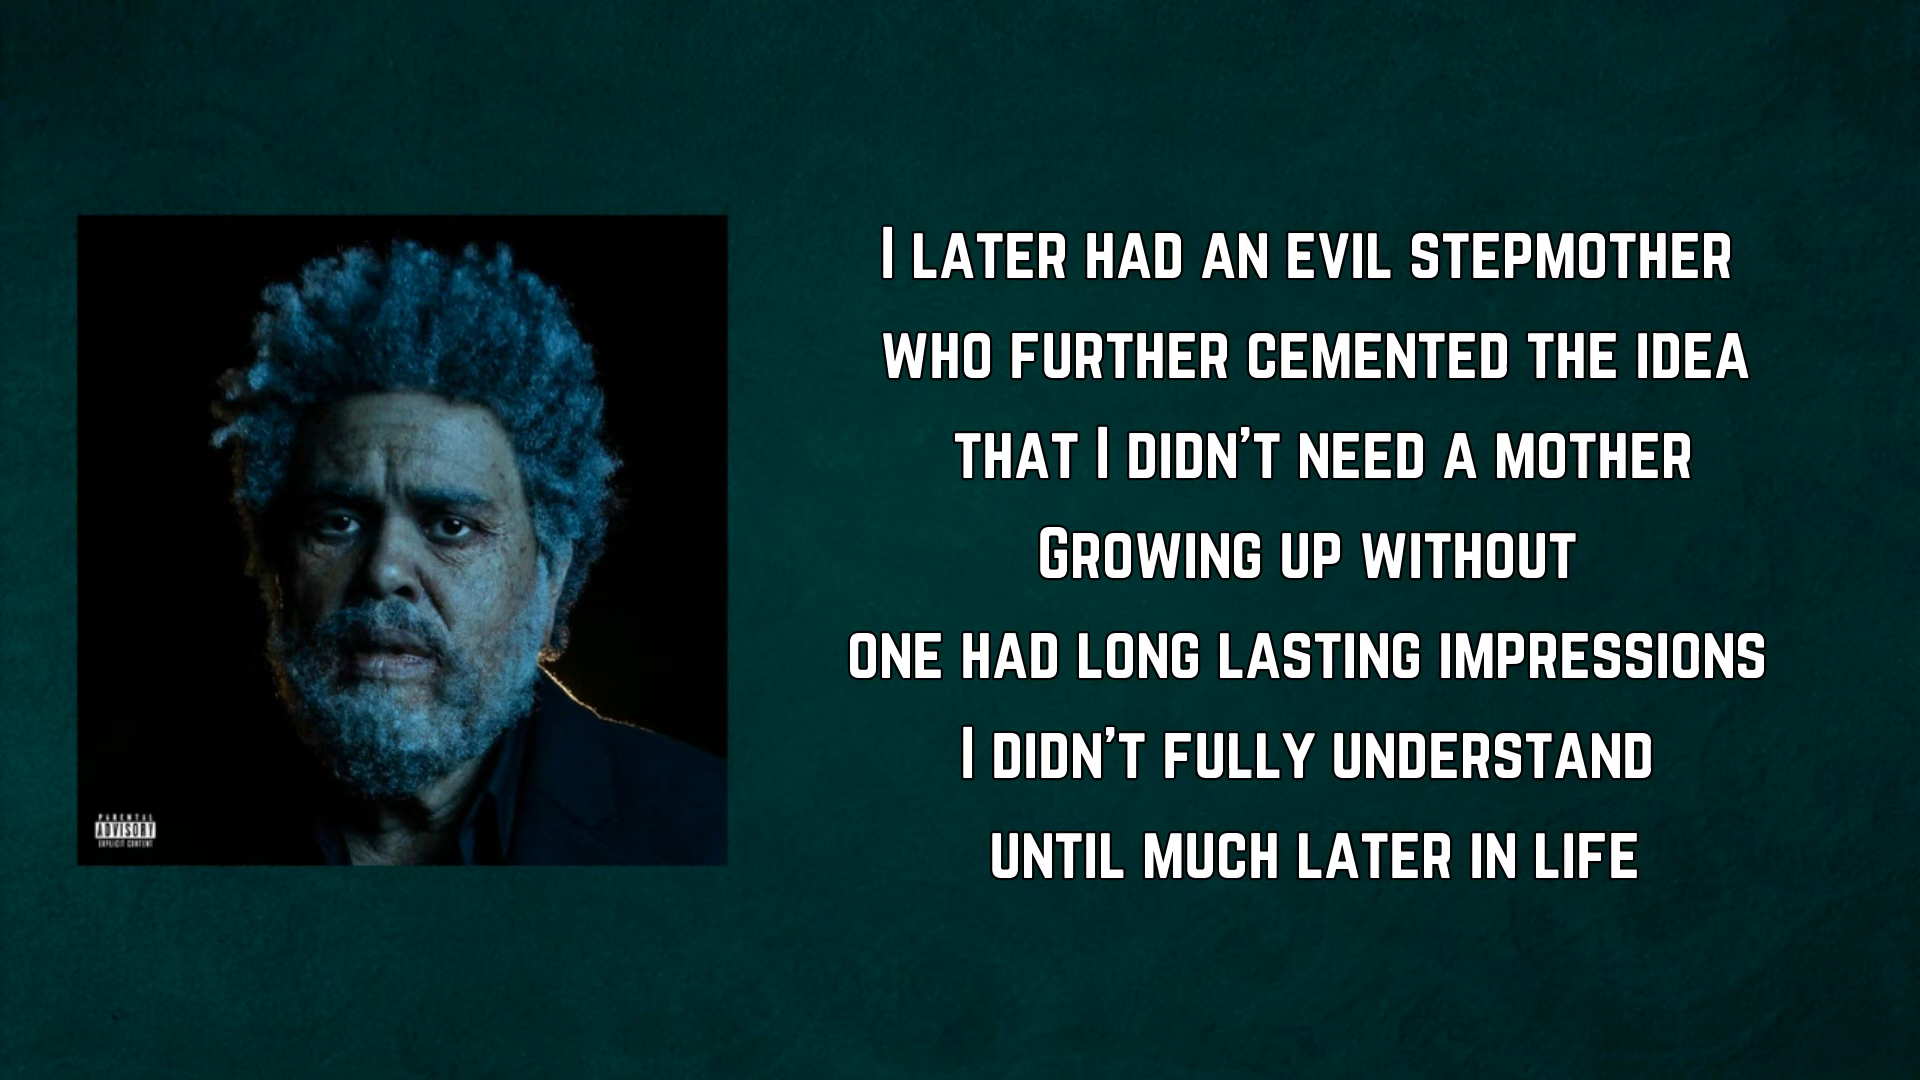 I LATER HAD AN EVIL STEPMOTHER
WHO FURTHER CEMENTED THE IDEA
THAT I DIDN'T NEED A MOTHER
GROWING UP WITHOUT
ONE HAD LONG LASTING IMPRESSIONS
I DIDN'T FULLY UNDERSTAND
UNTIL MUCH LATER IN LIFE
PARENTAL
ADVISORY
EXPLICIT CONTENT